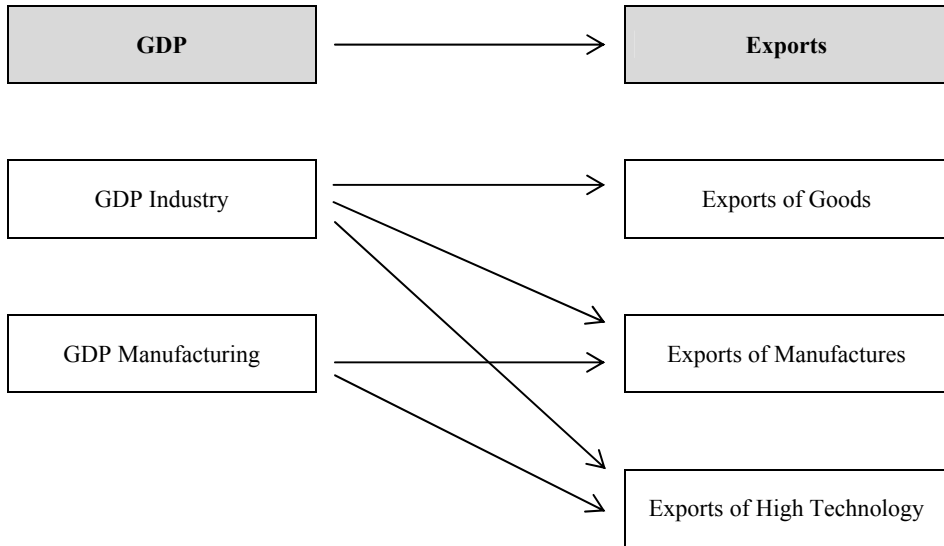 GDP
Exports
GDP Industry
Exports of Goods
GDP Manufacturing
Exports of Manufactures
Exports of High Technology